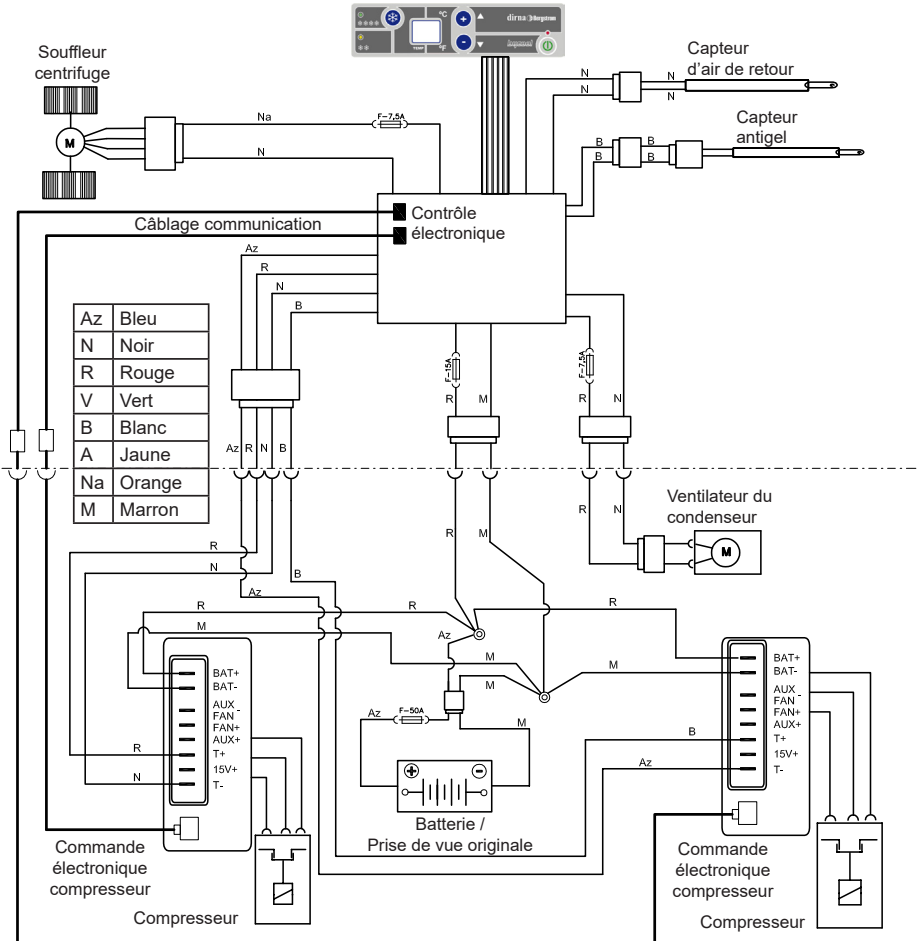 °C
dirna Bergstrom
TEMP
°F
bycool
Souffleur
centrifuge
M
Na
F-7,5A
N
N
N
N
N
Capteur
d'air de retour
B
B
B
B
Capteur
antigel
Contrôle
électronique
Câblage communication
Az
R
N
B
Az Bleu
N Noir
R Rouge
V Vert
B Blanc
A Jaune
Na Orange
M Marron
F-15A
R
M
F-7,5A
R
N
Az
R
N
B
R
M
R
N
Ventilateur du
condenseur
M
R
N
B
Az
R
R
R
M
Az
M
M
M
BAT+
BAT-
AUX
FAN -
FAN+
AUX+
T+
15V+
T-
R
N
Az
F-50A
M
Batterie /
Prise de vue originale
B
Az
BAT+
BAT-
AUX
FAN -
FAN+
AUX+
T+
15V+
T-
Commande
électronique
compresseur
Compresseur
Commande
électronique
compresseur
Compresseur